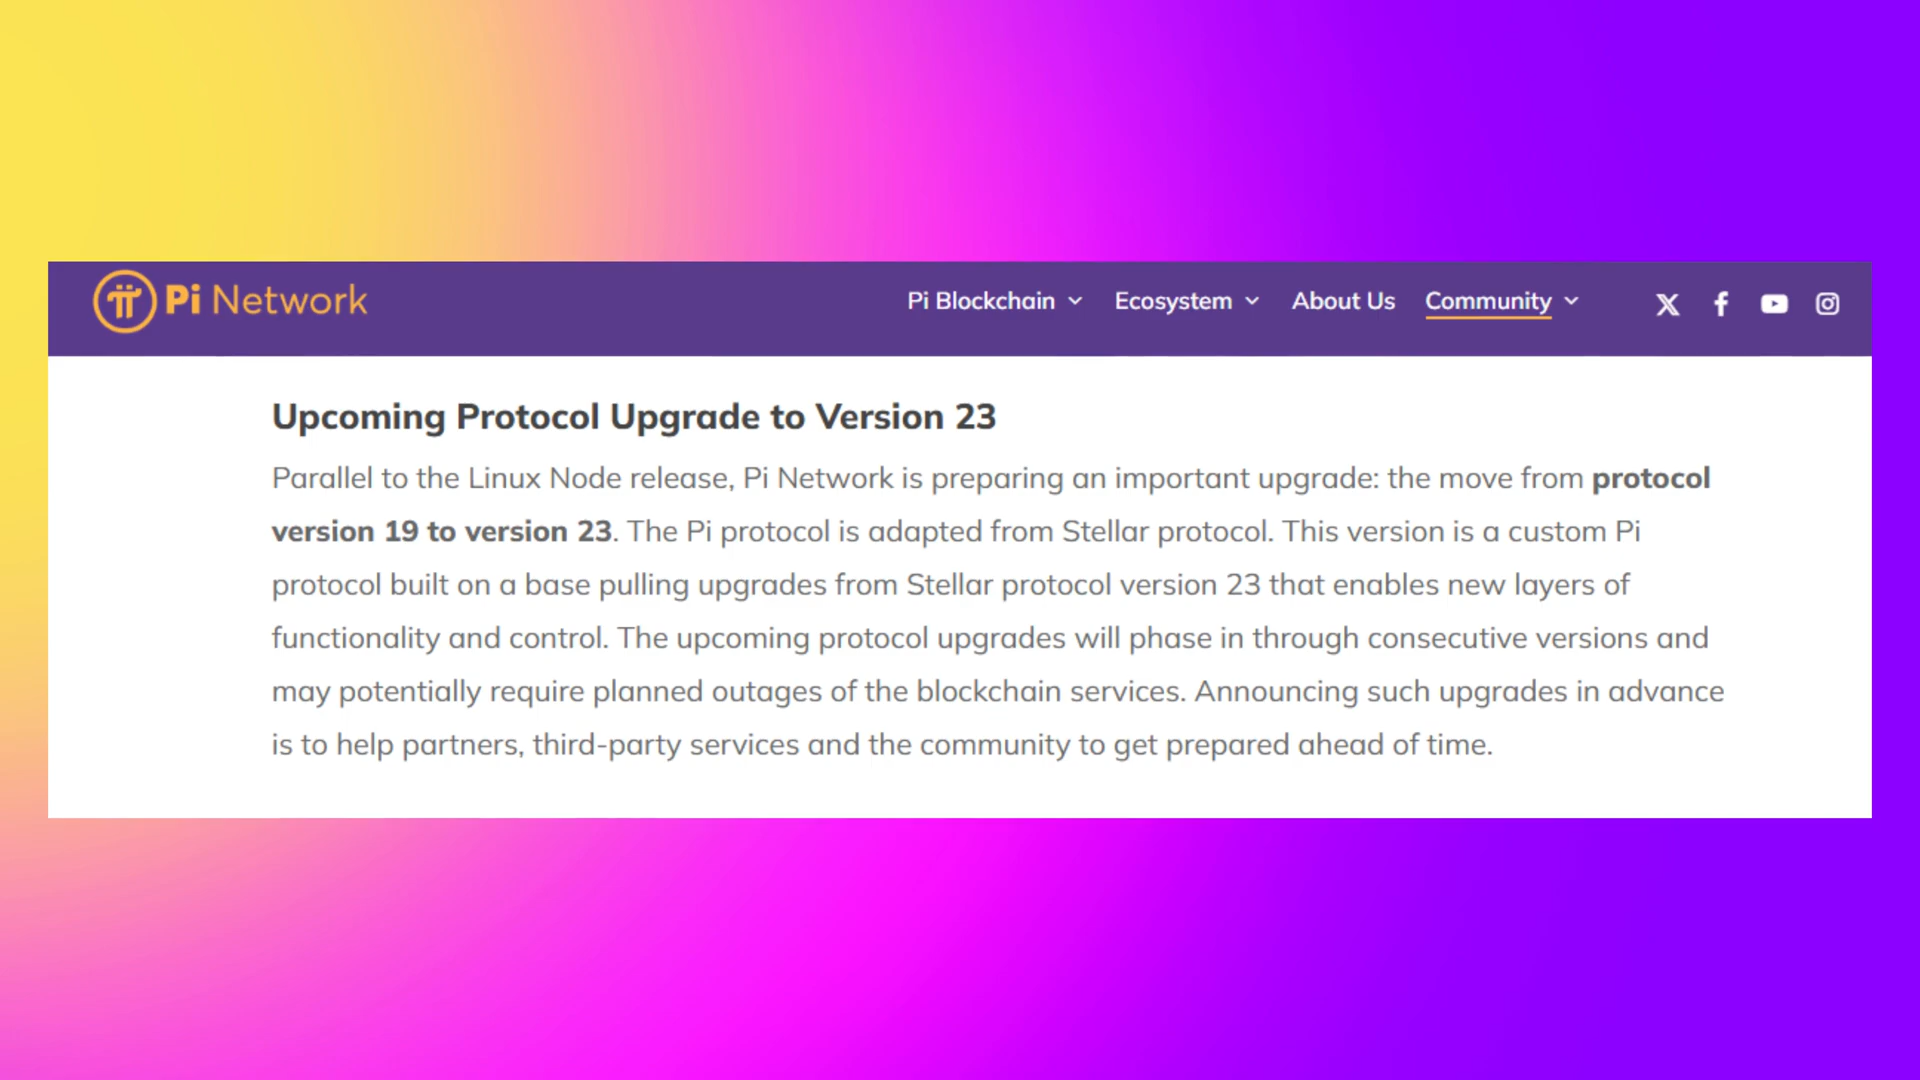 Pi Network
Pi Blockchain Ecosystem About Us Community
Upcoming Protocol Upgrade to Version 23
Parallel to the Linux Node release, Pi Network is preparing an important upgrade: the move from protocol
version 19 to version 23. The Pi protocol is adapted from Stellar protocol. This version is a custom Pi
protocol built on a base pulling upgrades from Stellar protocol version 23 that enables new layers of
functionality and control. The upcoming protocol upgrades will phase in through consecutive versions and
may potentially require planned outages of the blockchain services. Announcing such upgrades in advance
is to help partners, third-party services and the community to get prepared ahead of time.